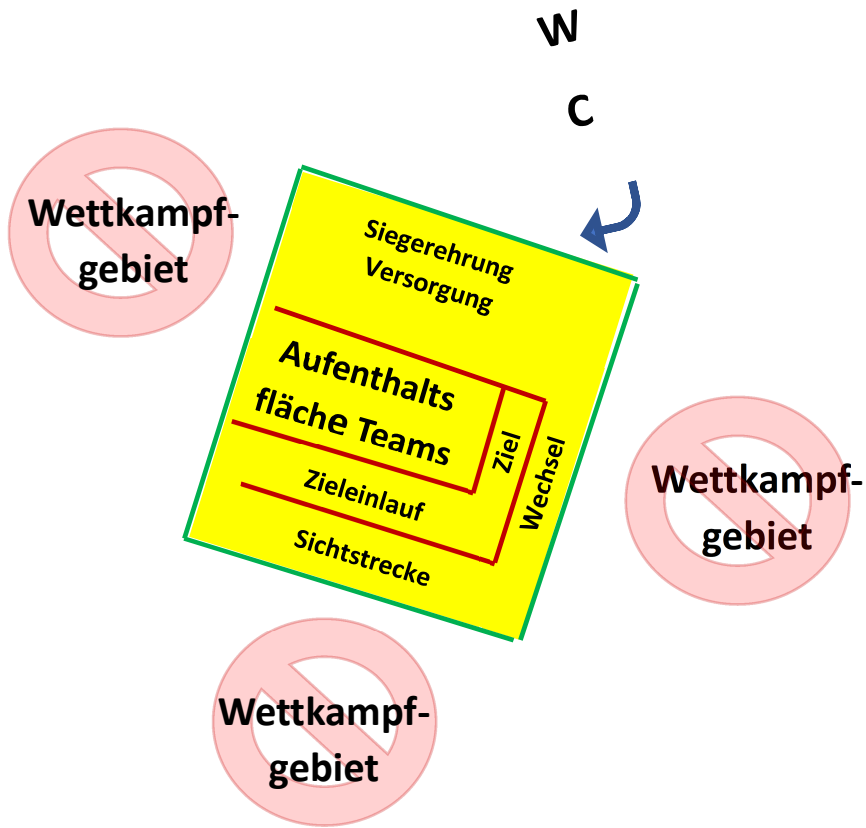 W
C
Wettkampf-
gebiet
Siegerehrung
Versorgung
Aufenthalts
fläche Teams
Ziel
Wechsel
Zieleinlauf
Sichtstrecke
Wettkampf-
gebiet
Wettkampf-
gebiet